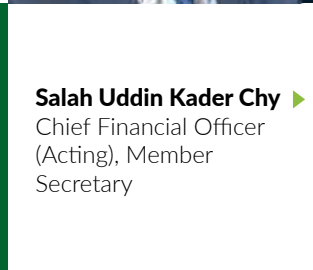 Salah Uddin Kader Chy
Chief Financial Officer
(Acting), Member
Secretary